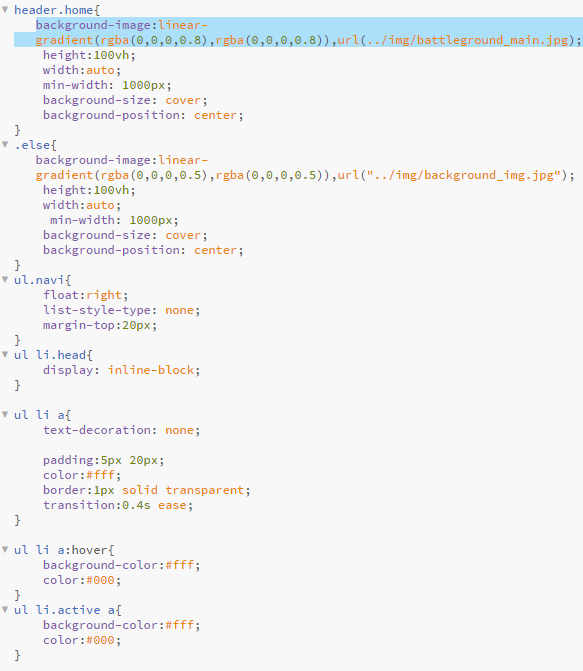 header.home{
background-image:linear-
gradient(rgba(0,0,0,0.8),rgba(0,0,0,0.8)),url(../img/battleground_main.jpg);
height:100vh;
width:auto;
min-width: 1000px;
background-size: cover;
background-position: center;
}
.else{
background-image:linear-
gradient(rgba(0,0,0,0.5),rgba(0,0,0,0.5)),url("../img/background_img.jpg");
height:100vh;
width:auto;
min-width: 1000px;
background-size: cover;
background-position: center;
}
ul.navi{
float:right;
list-style-type: none;
margin-top:20px;
}
ul li.head{
display: inline-block;
}
ul li a{
text-decoration: none;
padding:5px 20px;
color:#fff;
border:1px solid transparent;
transition:0.4s ease;
}
ul li a:hover{
background-color:#fff;
color:#000;
}
ul li.active a{
background-color:#fff;
color:#000;
}